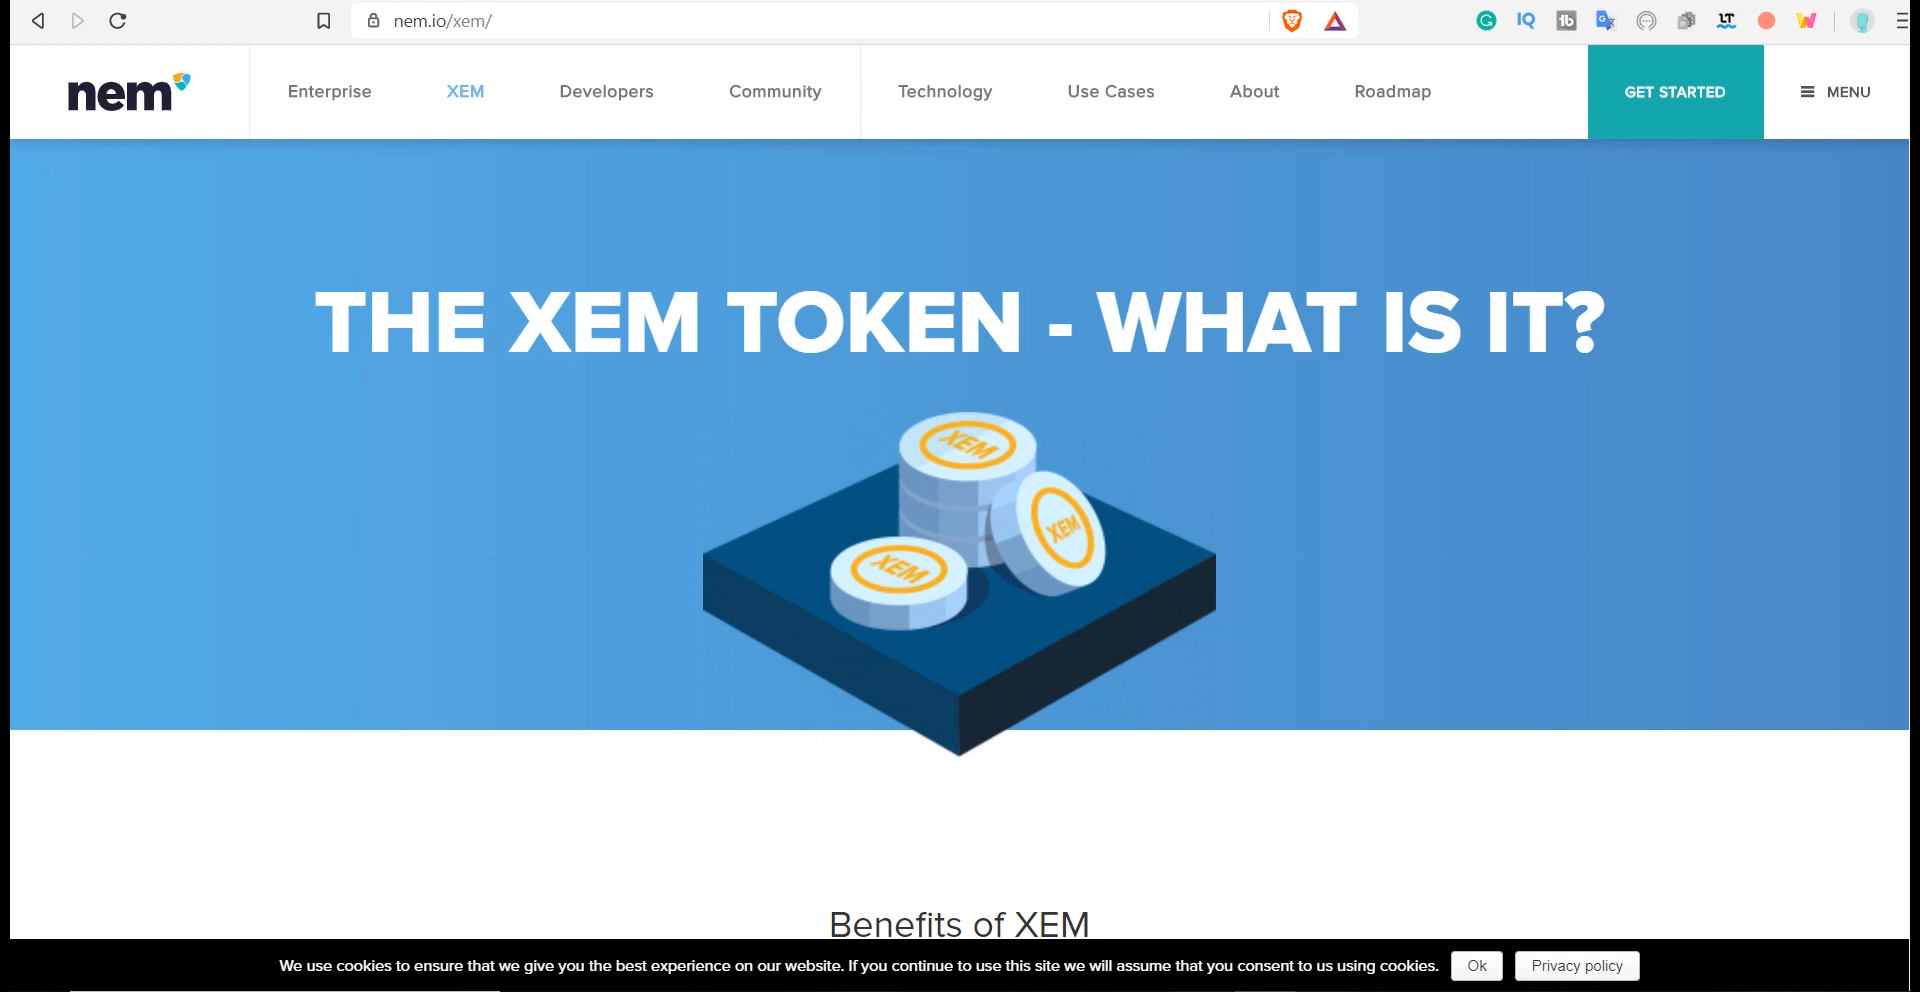 nem.io/xem/
IQ
LT
nem
Enterprise
XEM
Developers
Community
Technology
Use Cases
About
Roadmap
GET STARTED
MENU
THE XEM TOKEN - WHAT IS IT?
XEM
XEM
XEM
Benefits of XEM
We use cookies to ensure that we give you the best experience on our website. If you continue to use this site we will assume that you consent to us using cookies.
Ok
Privacy policy